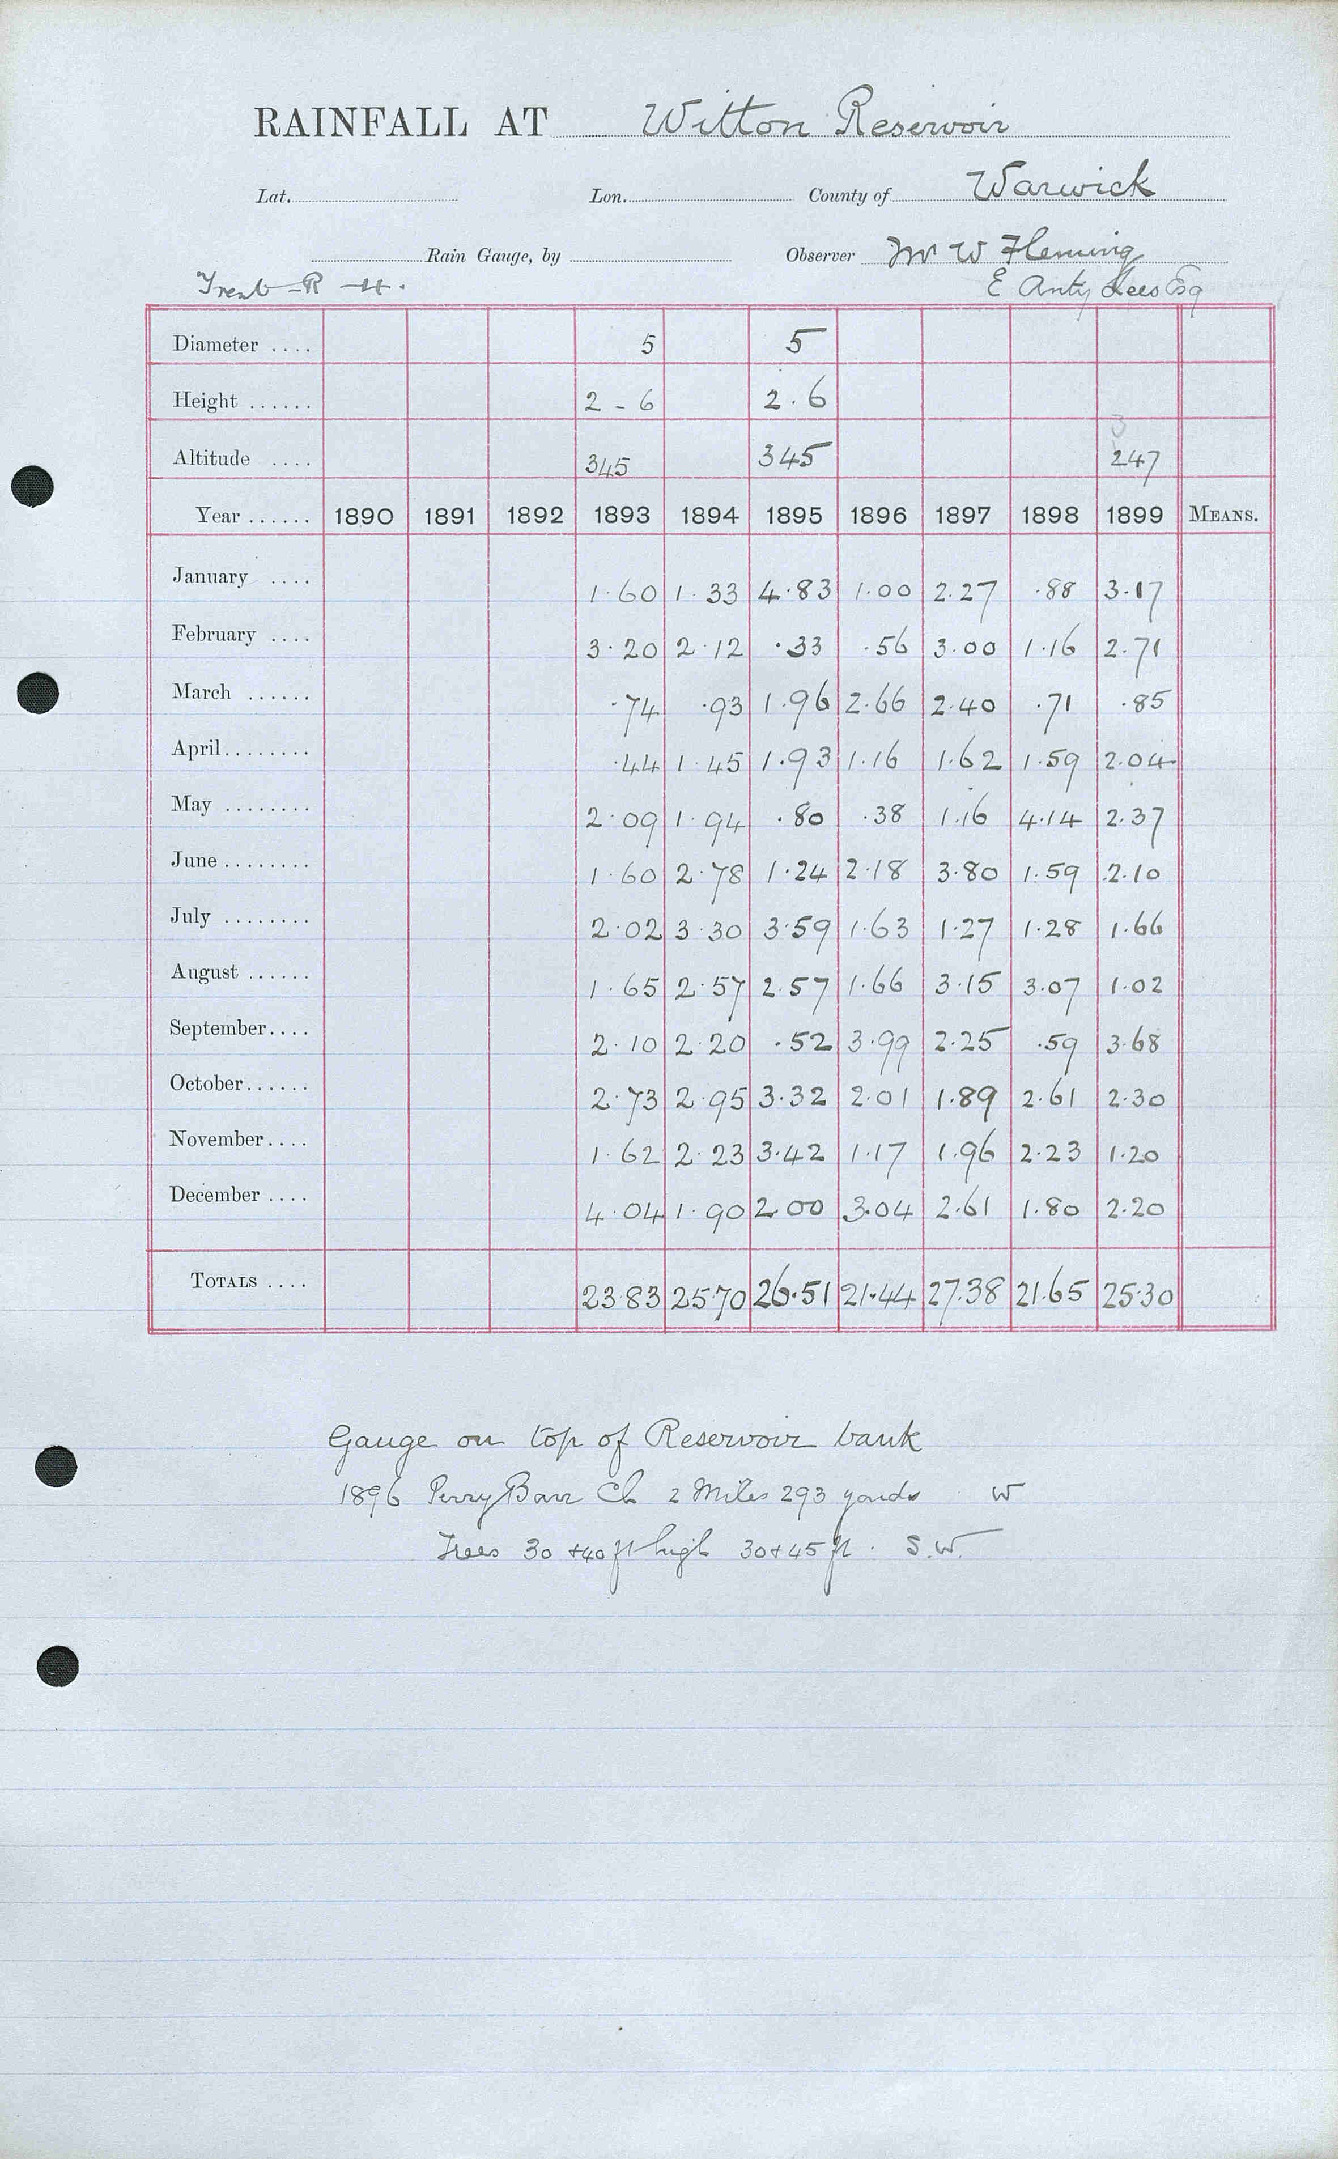 RAINFALL AT Witton Reservoir
Lat. Lon. County of Warwick
Rain Gauge, by Observer Mr W Fleming
Trent-R-4. E Anty Lees Esq
Diameter .... 5 5
Height ...... 2-6 2.6
3
Altitude .... 345 345 247
Year ...... 1890 1891 1892 1893 1894 1895 1896 1897 1898 1899 MEANS.
January .... 1.60 1.33 4.83 1.00 2.27 .88 3.17
February .... 3.20 2.12 .33 .56 3.00 1.16 2.71
March ...... .74 .93 1.96 2.66 2.40 .71 .85
April........ .44 1.45 1.93 1.16 1.62 1.59 2.04
May ........ 2.09 1.94 .80 .38 1.16 4.14 2.37
June ........ 1.60 2.78 1.24 2.18 3.80 1.59 2.10
July ........ 2.02 3.30 3.59 1.63 1.27 1.28 1.66
August ...... 1.65 2.57 2.57 1.66 3.15 3.07 1.02
September.... 2.10 2.20 .52 3.99 2.25 .59 3.68
October...... 2.73 2.95 3.32 2.01 1.89 2.61 2.30
November.... 1.62 2.23 3.42 1.17 1.96 2.23 1.20
December .... 4.04 1.90 2.00 3.04 2.61 1.80 2.20
TOTALS .... 23.83 25.70 26.51 21.44 27.38 21.65 25.30
Gauge on top of Reservoir bank
1896 Perry Barr Ch 2 Miles 293 yards W
Trees 30 + 40 ft high 30 + 45 ft. S.W.